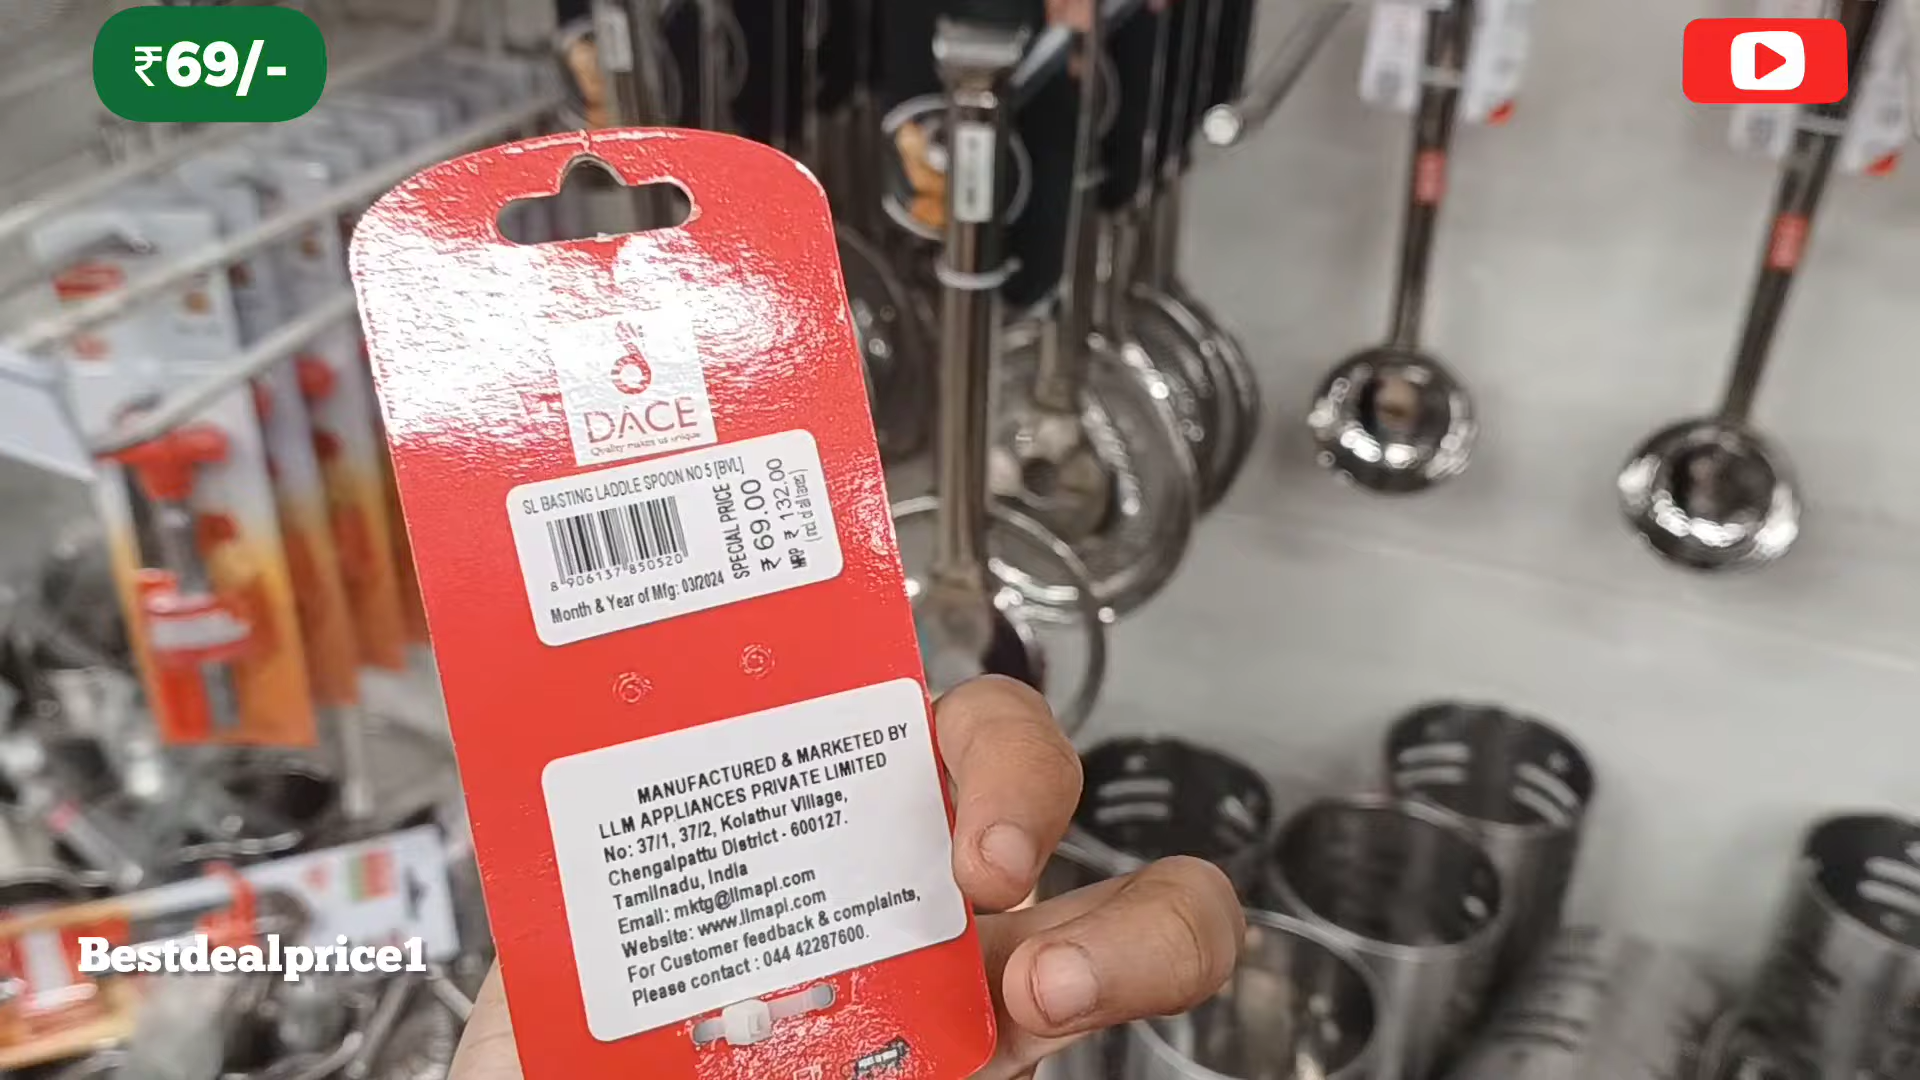 ₹69/-
DACE
Quality makes us unique
SL BASTING LADDLE SPOON NO 5 [BVL]
8 906137 850520
Month & Year of Mfg: 03/2024
SPECIAL PRICE
₹ 69.00
MRP ₹ 132.00
(incl. of all taxes)
MANUFACTURED & MARKETED BY
LLM APPLIANCES PRIVATE LIMITED
No: 37/1, 37/2, Kolathur Village,
Chengalpattu District - 600127.
Tamilnadu, India
Email: mktg@llmapl.com
Website: www.llmapl.com
For Customer feedback & complaints,
Please contact : 044 42287600.
Bestdealprice1